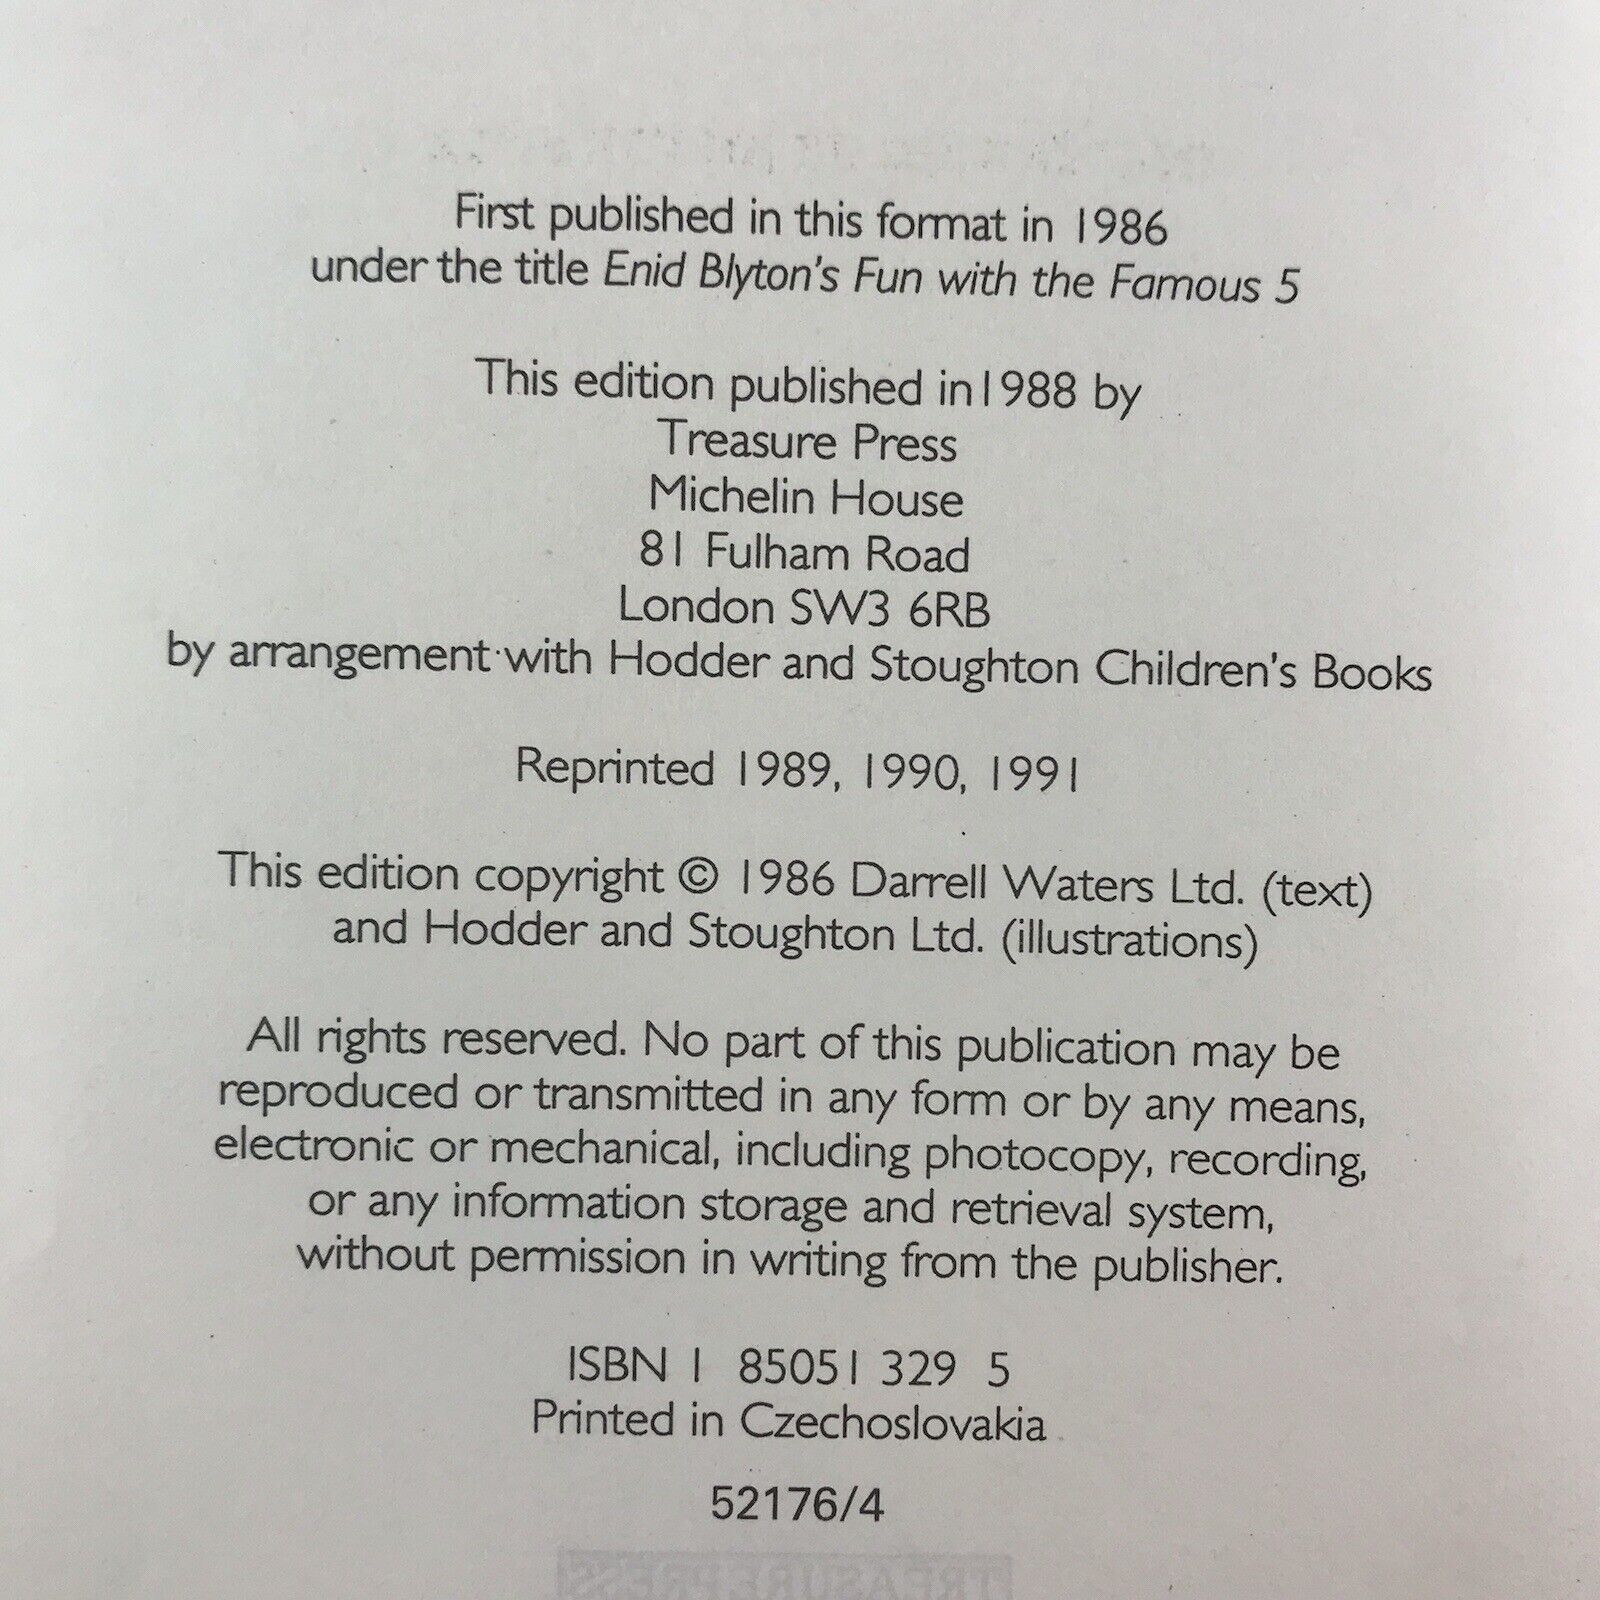 First published in this format in 1986
under the title Enid Blyton's Fun with the Famous 5
This edition published in1988 by
Treasure Press
Michelin House
81 Fulham Road
London SW3 6RB
by arrangement with Hodder and Stoughton Children's Books
Reprinted 1989, 1990, 1991
This edition copyright © 1986 Darrell Waters Ltd. (text)
and Hodder and Stoughton Ltd. (illustrations)
All rights reserved. No part of this publication may be
reproduced or transmitted in any form or by any means,
electronic or mechanical, including photocopy, recording,
or any information storage and retrieval system,
without permission in writing from the publisher.
ISBN 1 85051 329 5
Printed in Czechoslovakia
52176/4
TREASURE PRESS